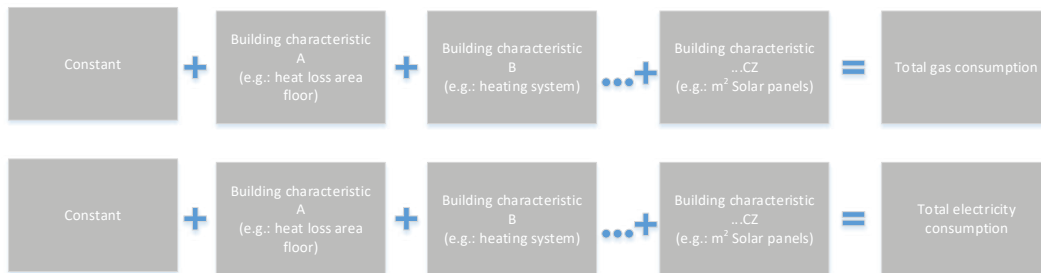 Constant
+
Building characteristic
A
(e.g.: heat loss area
floor)
+
Building characteristic
B
(e.g.: heating system)
...+
Building characteristic
...CZ
(e.g.: m² Solar panels)
=
Total gas consumption
Constant
+
Building characteristic
A
(e.g.: heat loss area
floor)
+
Building characteristic
B
(e.g.: heating system)
...+
Building characteristic
...CZ
(e.g.: m² Solar panels)
=
Total electricity
consumption